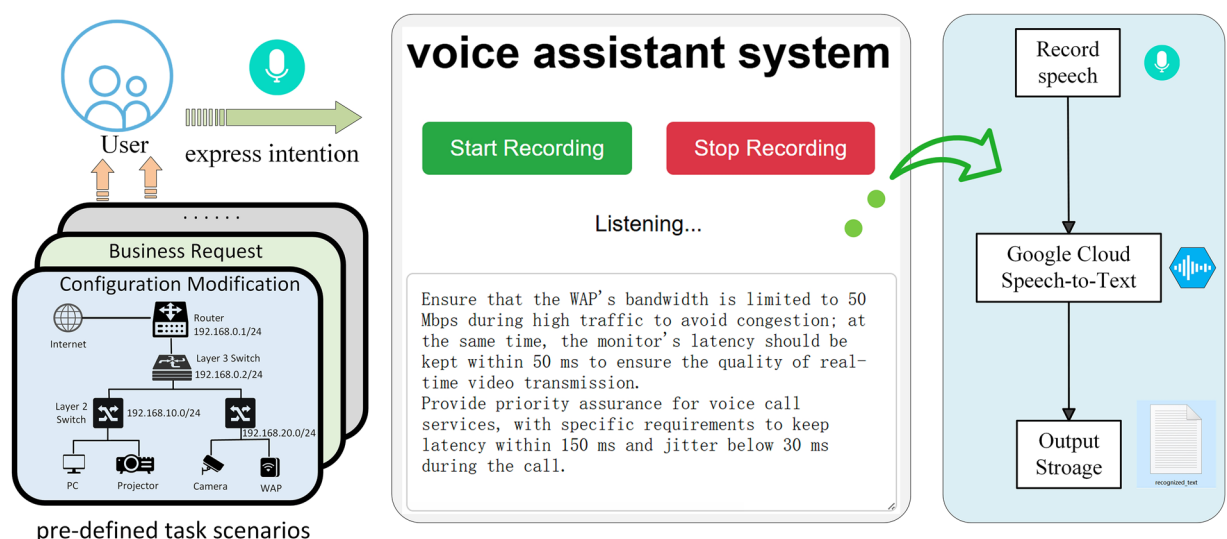 User
express intention
......
Business Request
Configuration Modification
Internet
Router
192.168.0.1/24
Layer 3 Switch
192.168.0.2/24
Layer 2
Switch
192.168.10.0/24
192.168.20.0/24
PC
Projector
Camera
WAP
pre-defined task scenarios
voice assistant system
Start Recording
Stop Recording
Listening...
Ensure that the WAP's bandwidth is limited to 50
Mbps during high traffic to avoid congestion; at
the same time, the monitor's latency should be
kept within 50 ms to ensure the quality of real-
time video transmission.
Provide priority assurance for voice call
services, with specific requirements to keep
latency within 150 ms and jitter below 30 ms
during the call.
Record
speech
Google Cloud
Speech-to-Text
Output
Stroage
recognized_text